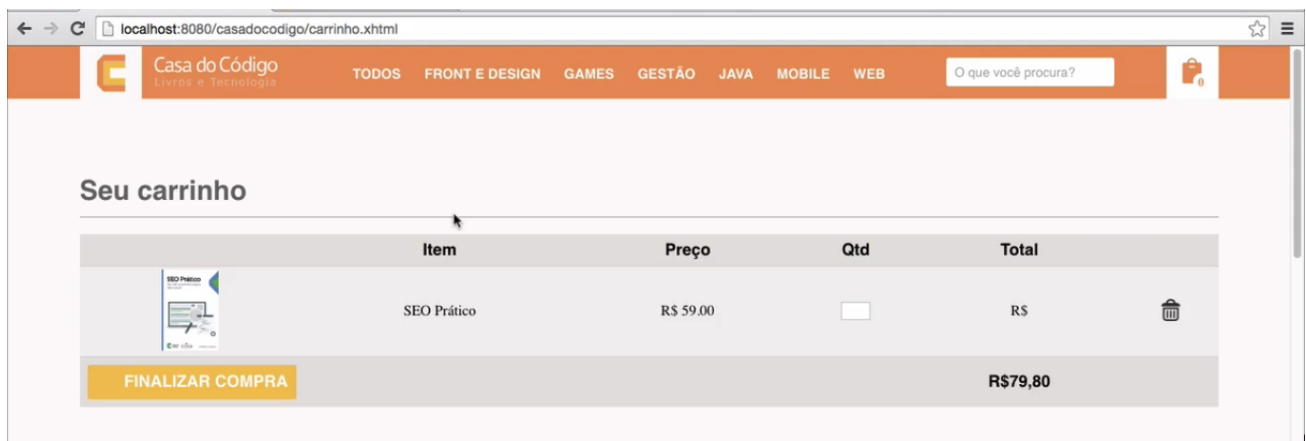 localhost:8080/casadocodigo/carrinho.xhtml
Casa do Código
Livros e Tecnologia
TODOS FRONT E DESIGN GAMES GESTÃO JAVA MOBILE WEB O que você procura? 0
Seu carrinho
Item Preço Qtd Total
SEO Prático
SEO Prático R$ 59.00 R$
FINALIZAR COMPRA R$79,80